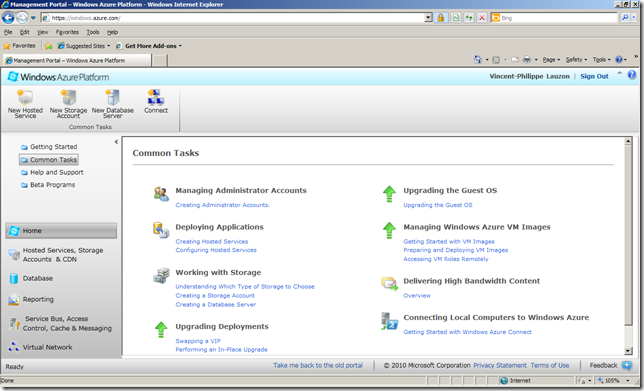 Management Portal – Windows Azure Platform - Windows Internet Explorer
https://windows.azure.com/
Bing
File Edit View Favorites Tools Help
Favorites Suggested Sites Get More Add-ons
Management Portal – Windows Azure Platform
Page Safety Tools
Windows Azure Platform
Vincent-Philippe Lauzon | Sign Out
New Hosted Service
New Storage Account
New Database Server
Connect
Common Tasks
Getting Started
Common Tasks
Help and Support
Beta Programs
Home
Hosted Services, Storage
Accounts & CDN
Database
Reporting
Service Bus, Access
Control, Cache & Messaging
Virtual Network
Common Tasks
Managing Administrator Accounts
Creating Administrator Accounts.
Deploying Applications
Creating Hosted Services
Configuring Hosted Services
Working with Storage
Understanding Which Type of Storage to Choose
Creating a Storage Account
Creating a Database Server
Upgrading Deployments
Swapping a VIP
Performing an In-Place Upgrade
Upgrading the Guest OS
Upgrading the Guest OS
Managing Windows Azure VM Images
Getting Started with VM Images
Preparing and Deploying VM Images
Accessing VM Roles Remotely
Delivering High Bandwidth Content
Overview
Connecting Local Computers to Windows Azure
Getting Started with Windows Azure Connect
Ready
Take me back to the old portal © 2010 Microsoft Corporation Privacy Statement Terms of Use Feedback
Done Internet 105%